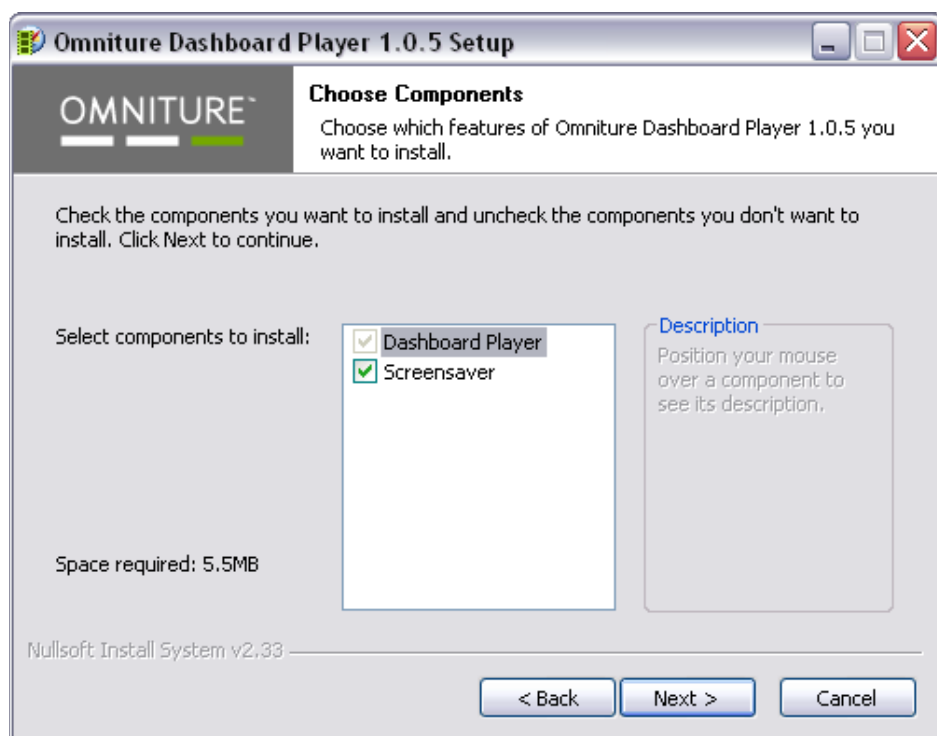 Omniture Dashboard Player 1.0.5 Setup
OMNITURE™
Choose Components
Choose which features of Omniture Dashboard Player 1.0.5 you
want to install.
Check the components you want to install and uncheck the components you don't want to
install. Click Next to continue.
Select components to install:
Dashboard Player
Screensaver
Description
Position your mouse
over a component to
see its description.
Space required: 5.5MB
Nullsoft Install System v2.33
< Back
Next >
Cancel